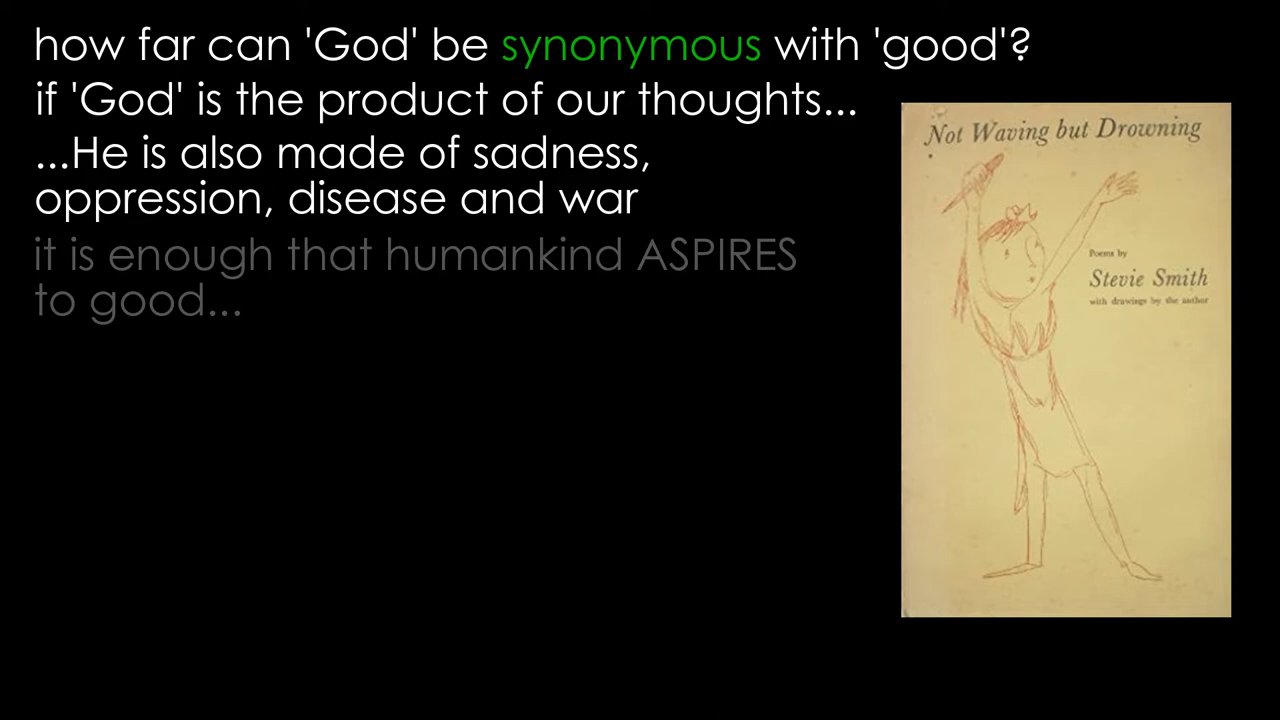 how far can 'God' be synonymous with 'good'?
if 'God' is the product of our thoughts...
...He is also made of sadness,
oppression, disease and war
it is enough that humankind ASPIRES
to good...
Not Waving but Drowning
Poems by
Stevie Smith
with drawings by the author